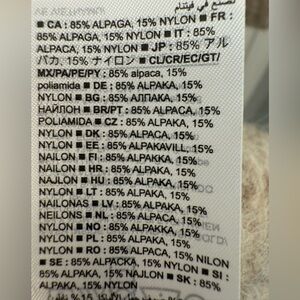 صنع في فيتنام
■ CA : 85% ALPAGA, 15% NYLON ■ FR :
85% ALPAGA, 15% NYLON ■ IT : 85%
ALPACA, 15% NYLON ■ JP : 85% アル
パカ, 15% ナイロン ■ CL/CR/EC/GT/
MX/PA/PE/PY : 85% alpaca, 15%
poliamida ■ DE : 85% ALPAKA, 15%
NYLON ■ BG : 85% АЛПАКА, 15%
НАЙЛОН ■ BR/PT : 85% ALPACA, 15%
POLIAMIDA ■ CZ : 85% ALPAKA, 15%
NYLON ■ DK : 85% ALPACA, 15%
NYLON ■ EE : 85% ALPAKAVILL, 15%
NAILON ■ FI : 85% ALPAKKA, 15%
NAILON ■ HR : 85% ALPAKA, 15%
NAJLON ■ HU : 85% ALPAKA, 15%
NYLON ■ LT : 85% ALPAKA, 15%
NAILONAS ■ LV : 85% ALPAKA, 15%
NEILONS ■ NL : 85% ALPACA, 15%
NYLON ■ NO : 85% ALPAKKA, 15%
NYLON ■ PL : 85% ALPAKA, 15%
NYLON ■ RO : 85% ALPACA, 15% NILON
■ SE : 85% ALPACKA, 15% NYLON ■ SI :
85% ALPAKA, 15% NAJLON ■ SK : 85%
ALPAKA, 15% NYLON